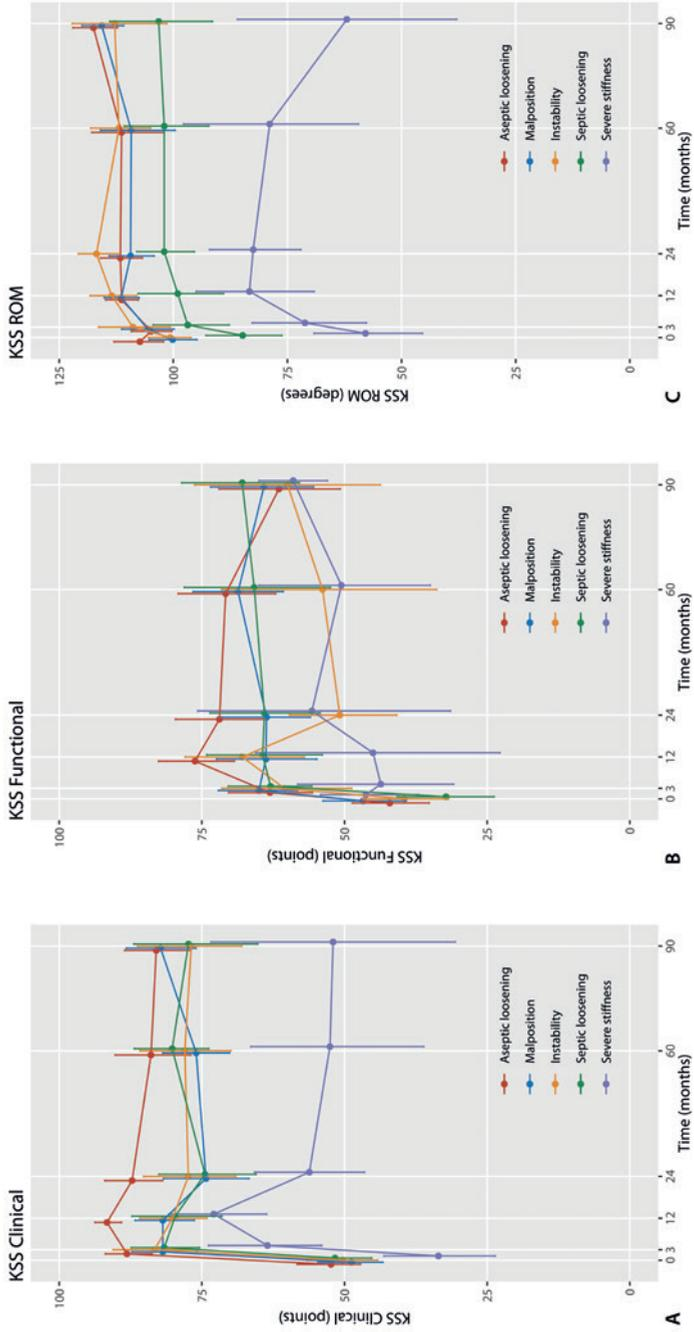 KSS Clinical
KSS Clinical (points)
100
75
50
25
0
0 3 12 24 60 90
Time (months)
Aseptic loosening
Malposition
Instability
Septic loosening
Severe stiffness
A
KSS Functional
KSS Functional (points)
100
75
50
25
0
0 3 12 24 60 90
Time (months)
Aseptic loosening
Malposition
Instability
Septic loosening
Severe stiffness
B
KSS ROM
KSS ROM (degrees)
125
100
75
50
25
0
0 3 12 24 60 90
Time (months)
Aseptic loosening
Malposition
Instability
Septic loosening
Severe stiffness
C